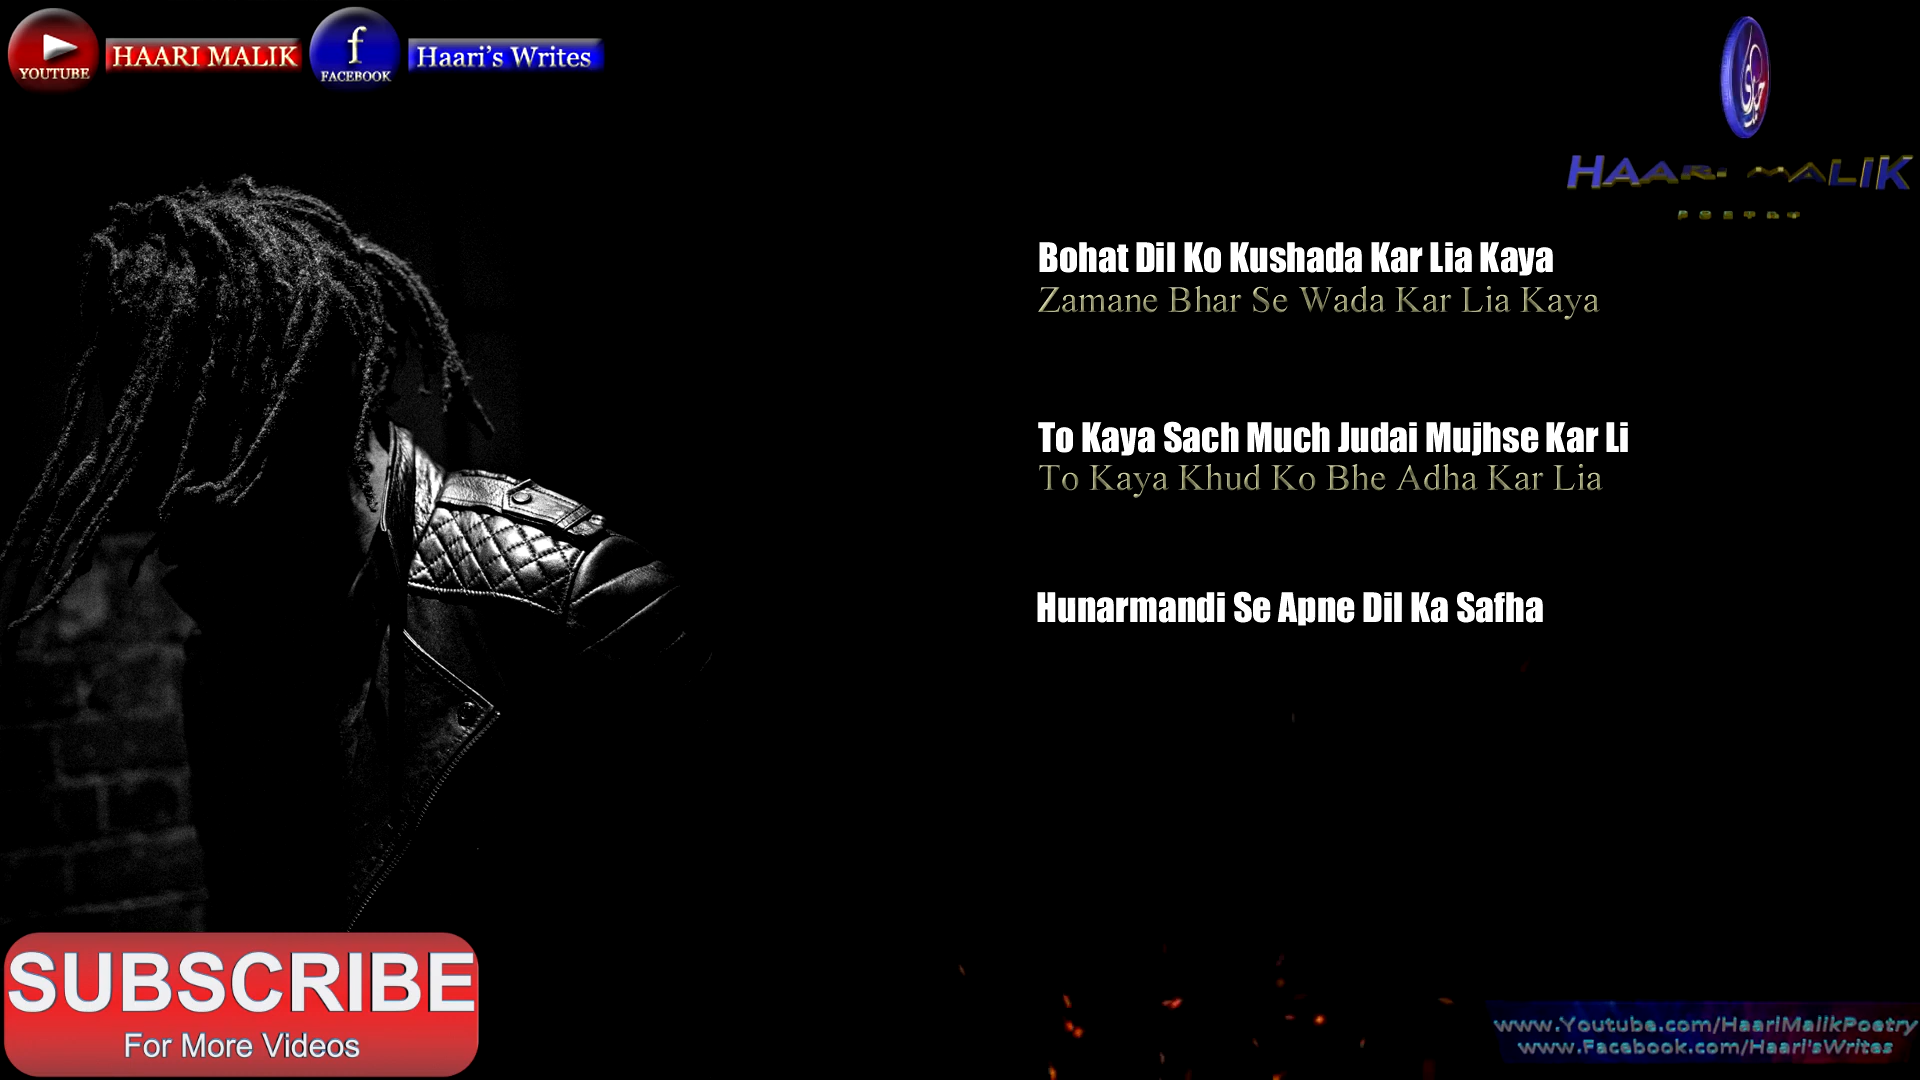 YOUTUBE
HAARI MALIK
f
FACEBOOK
Haari's Writes
HAARI MALIK
POETRY
Bohat Dil Ko Kushada Kar Lia Kaya
Zamane Bhar Se Wada Kar Lia Kaya
To Kaya Sach Much Judai Mujhse Kar Li
To Kaya Khud Ko Bhe Adha Kar Lia
Hunarmandi Se Apne Dil Ka Safha
SUBSCRIBE
For More Videos
www.Youtube.com/HaariMalikPoetry
www.Facebook.com/Haari'sWrites